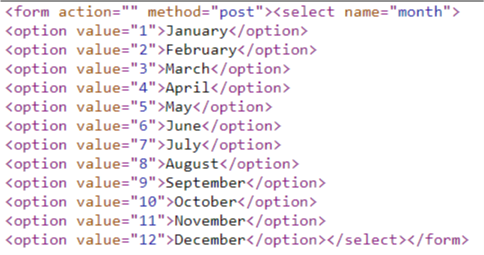 <form action="" method="post"><select name="month">
<option value="1">January</option>
<option value="2">February</option>
<option value="3">March</option>
<option value="4">April</option>
<option value="5">May</option>
<option value="6">June</option>
<option value="7">July</option>
<option value="8">August</option>
<option value="9">September</option>
<option value="10">October</option>
<option value="11">November</option>
<option value="12">December</option></select></form>